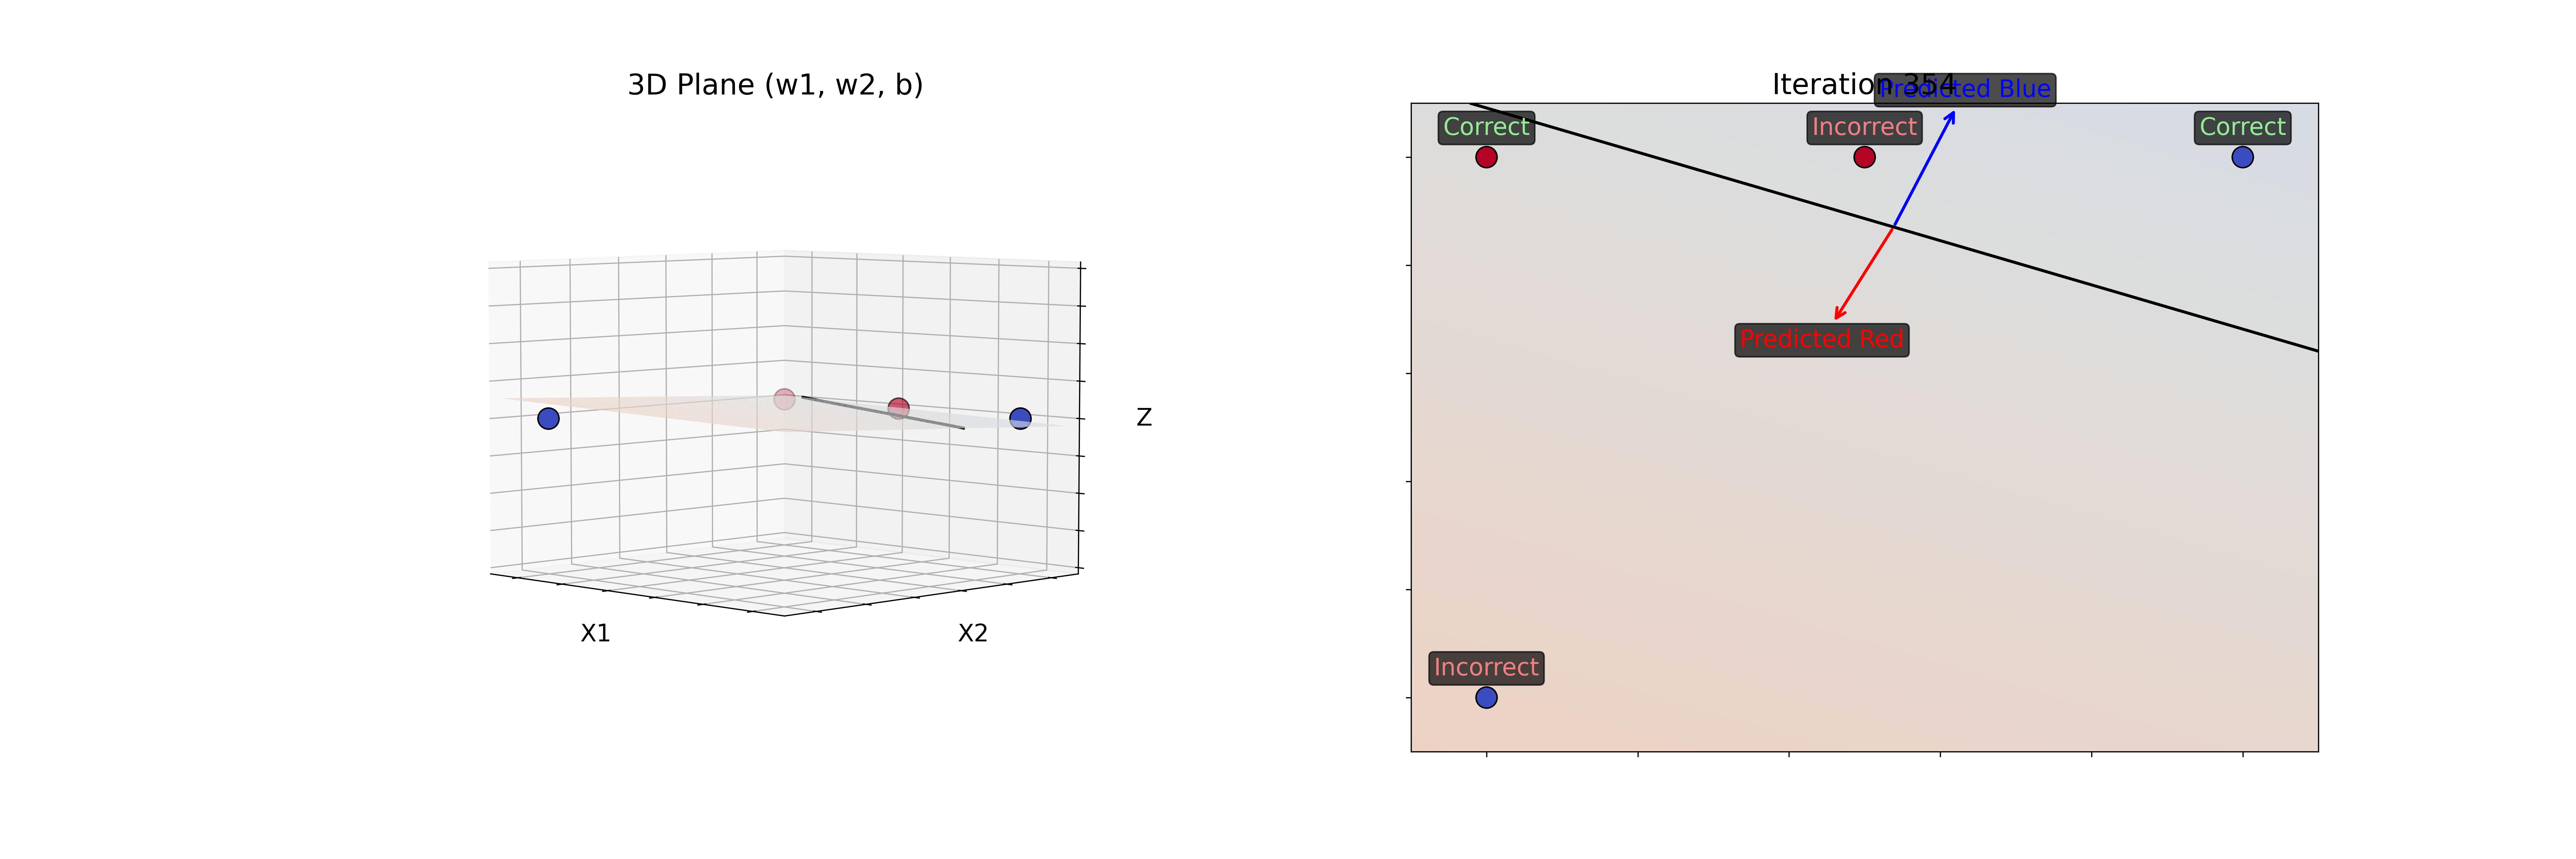 3D Plane (w1, w2, b)
Z
X1
X2
Iteration 354
Predicted Blue
Correct
Incorrect
Correct
Predicted Red
Incorrect